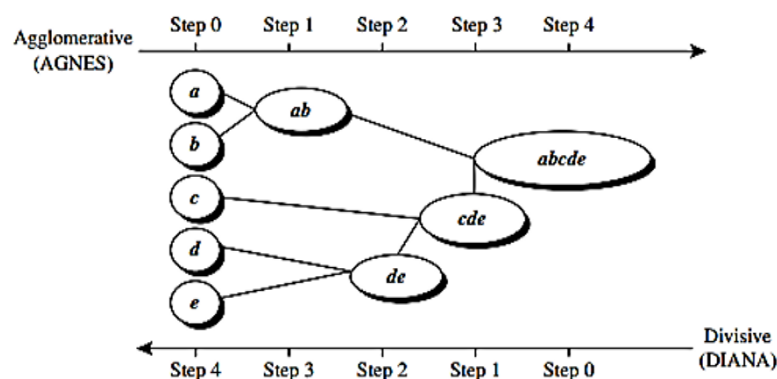 Step 0 Step 1 Step 2 Step 3 Step 4
Agglomerative
(AGNES)
a
ab
b
abcde
c
cde
d
de
e
Divisive
(DIANA)
Step 4 Step 3 Step 2 Step 1 Step 0